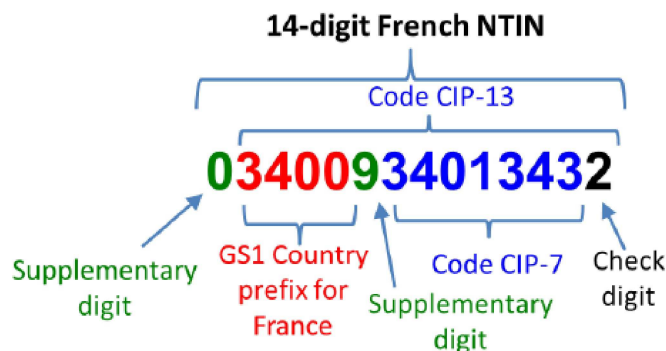 14-digit French NTIN
Code CIP-13
03400934013432
Supplementary
digit
GS1 Country
prefix for
France
Supplementary
digit
Code CIP-7
Check
digit